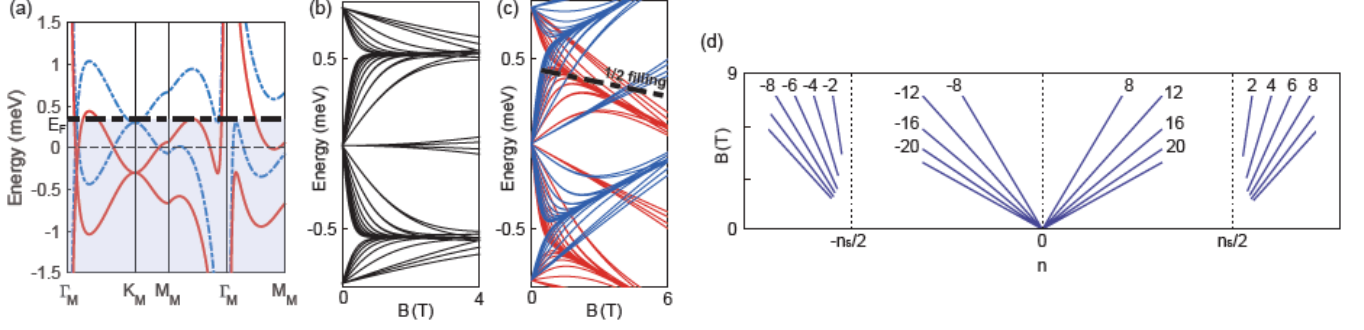 (a)
Energy (meV)
1.5
1
0.5
E_F
0
-0.5
-1
-1.5
Γ_M
K_M
M_M
Γ_M
M_M
(b)
Energy (meV)
0.5
-0.5
0
4
B(T)
(c)
Energy (meV)
0.5
-0.5
1/2 filling
0
6
B(T)
(d)
B(T)
9
0
-8 -6 -4 -2
-12 -8
-16
-20
8 12
16
20
2 4 6 8
-n_s/2
0
n_s/2
n